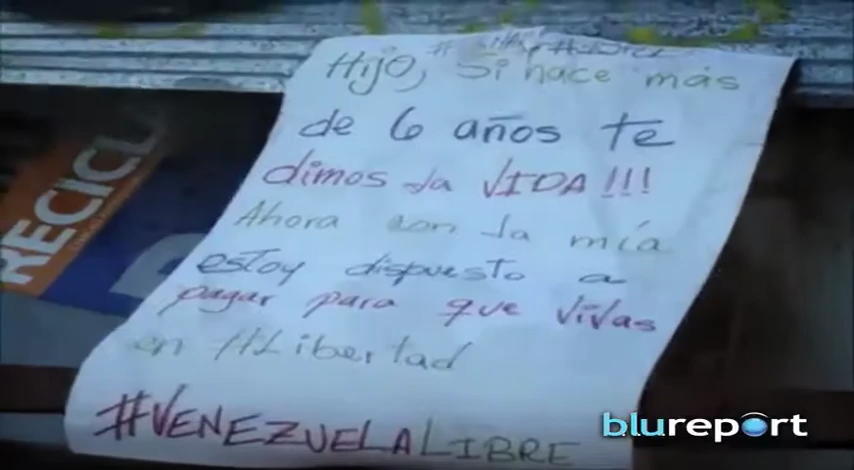 Hijo, Si hace más
de 6 años te
dimos la VIDA!!!
Ahora con la mía
estoy dispuesto a
pagar para que ViVas
en #Libertad
#VENEZUELALIBRE
RECICL
blureport